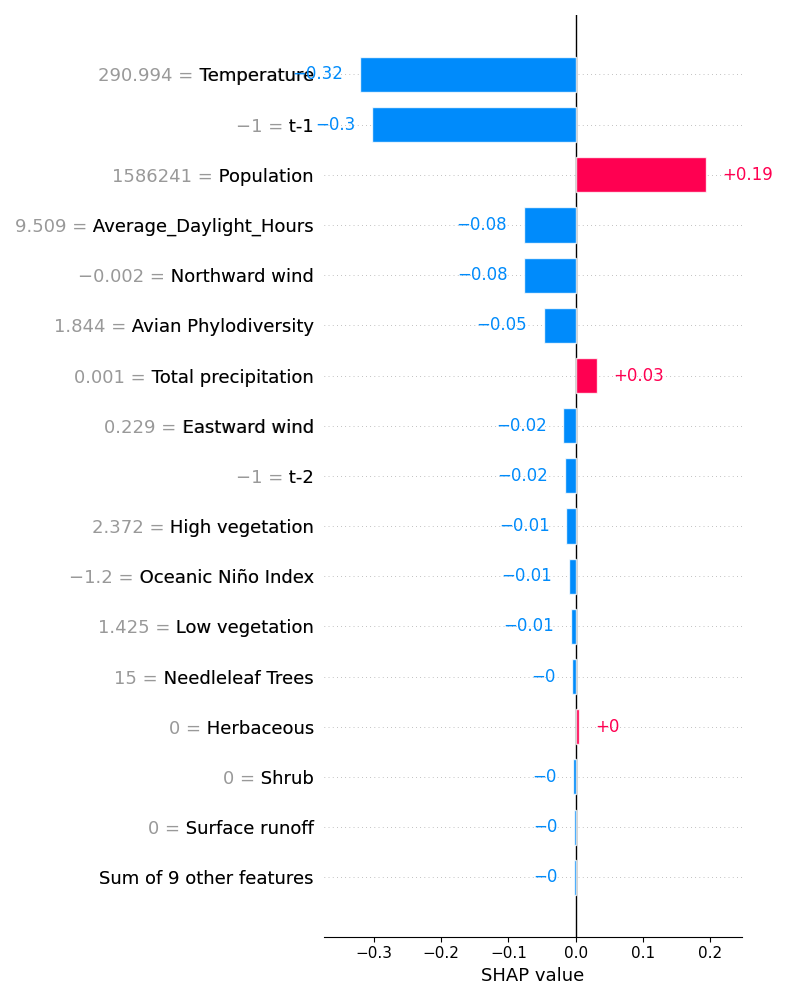 290.994 = Temperature −0.32
−1 = t-1 −0.3
1586241 = Population +0.19
9.509 = Average_Daylight_Hours −0.08
−0.002 = Northward wind −0.08
1.844 = Avian Phylodiversity −0.05
0.001 = Total precipitation +0.03
0.229 = Eastward wind −0.02
−1 = t-2 −0.02
2.372 = High vegetation −0.01
−1.2 = Oceanic Niño Index −0.01
1.425 = Low vegetation −0.01
15 = Needleleaf Trees −0
0 = Herbaceous +0
0 = Shrub −0
0 = Surface runoff −0
Sum of 9 other features −0
−0.3 −0.2 −0.1 0.0 0.1 0.2
SHAP value